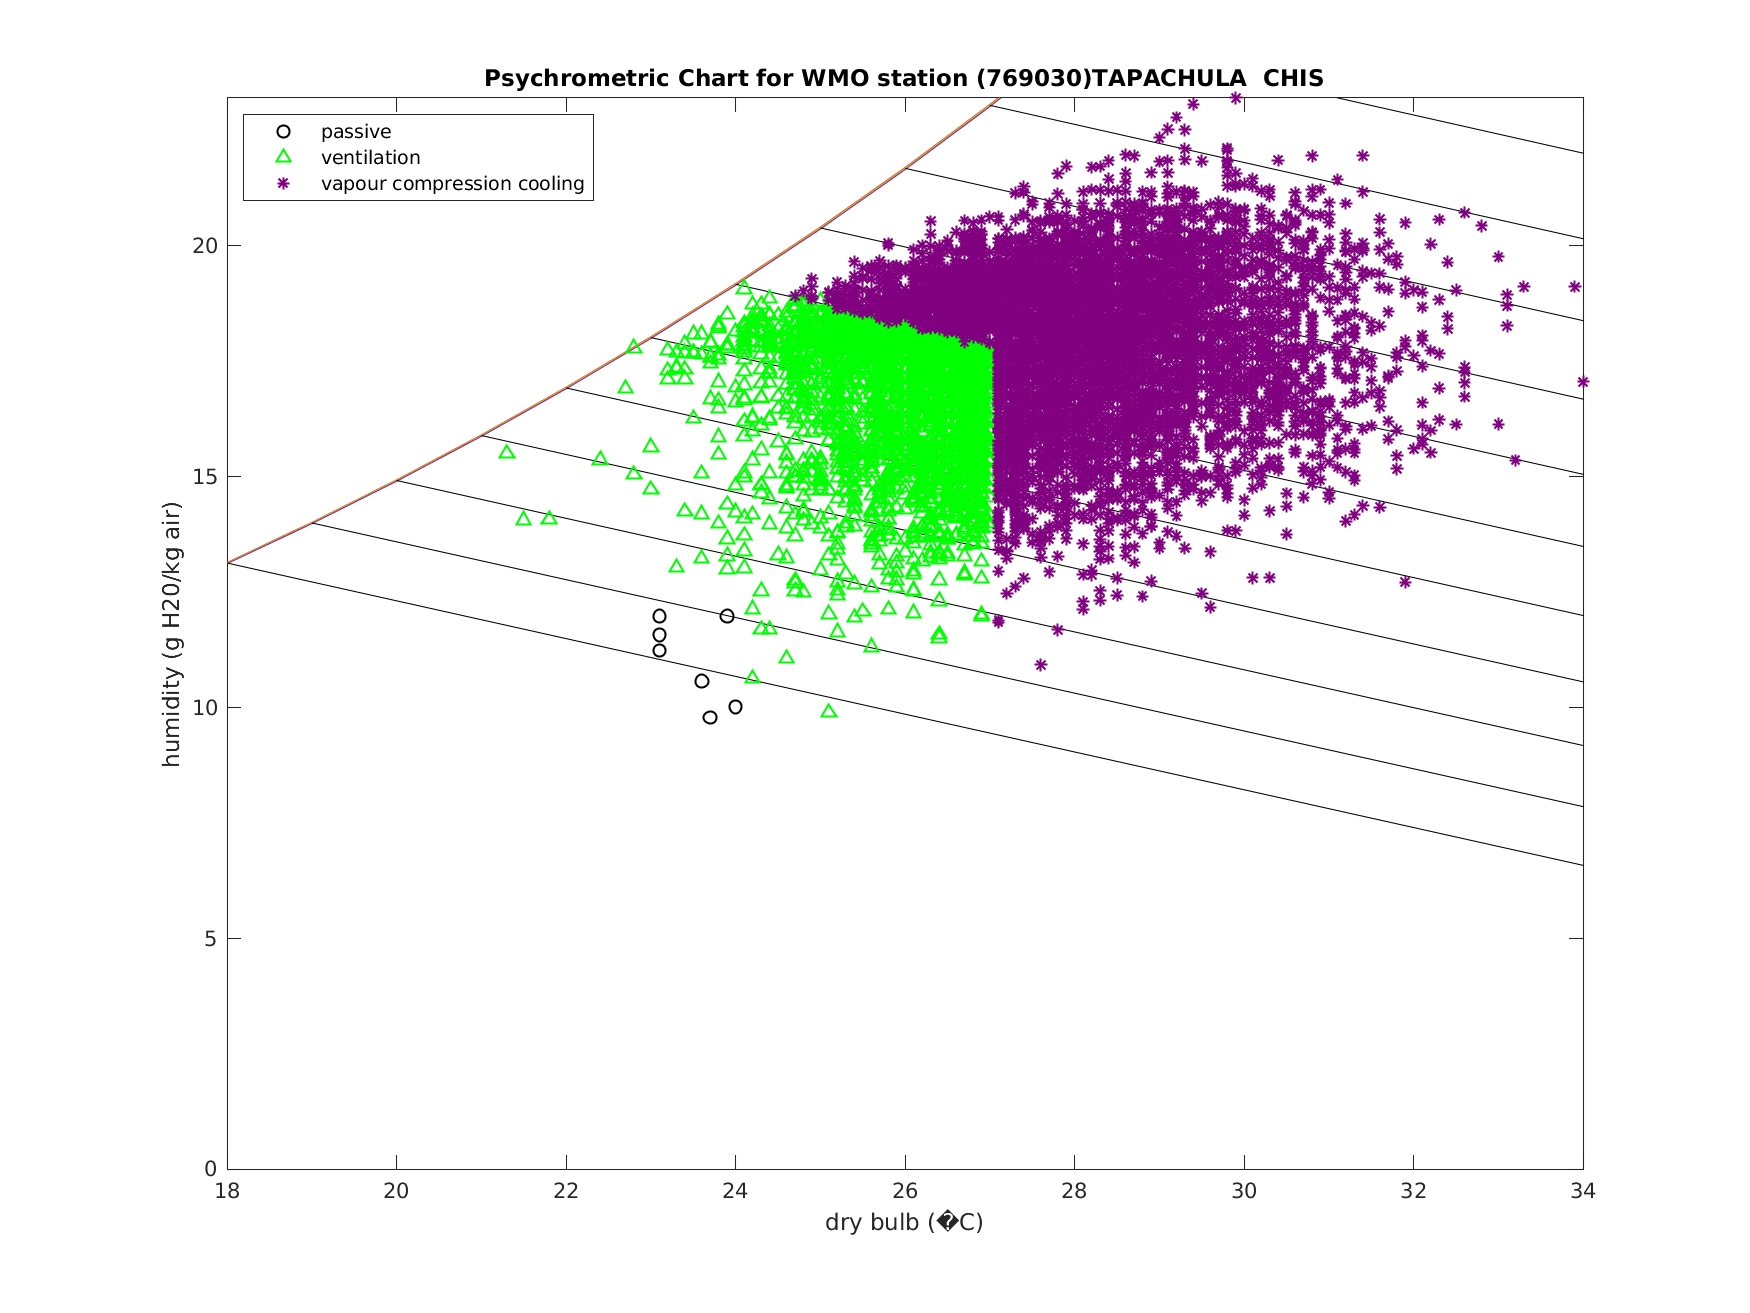 Psychrometric Chart for WMO station (769030)TAPACHULA  CHIS
passive
ventilation
vapour compression cooling
humidity (g H20/kg air)
20
15
10
5
0
18 20 22 24 26 28 30 32 34
dry bulb (�C)